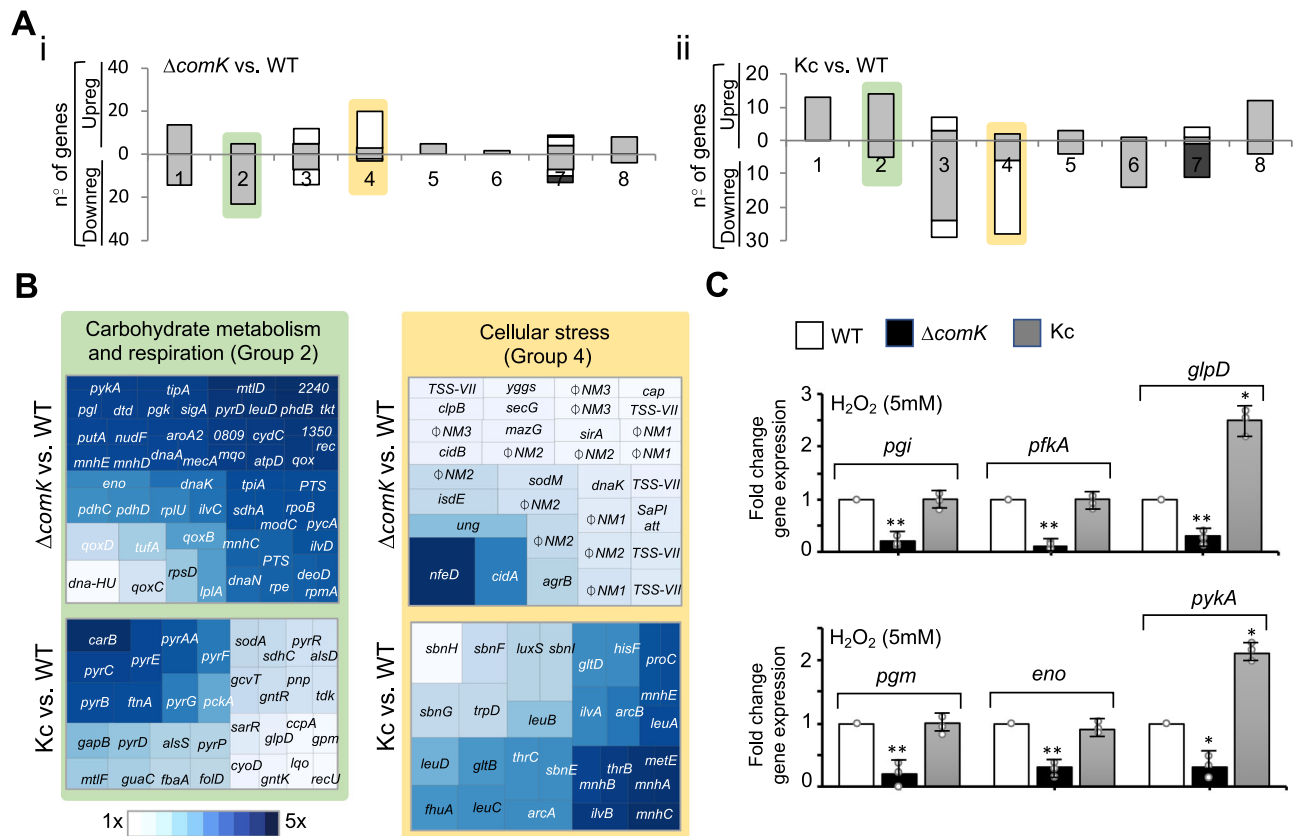 A
i
ΔcomK vs. WT
nº of genes
Upreg
Downreg
40
20
0
20
40
1 2 3 4 5 6 7 8
ii
Kc vs. WT
nº of genes
Upreg
Downreg
20
10
0
10
20
30
1 2 3 4 5 6 7 8
B
Carbohydrate metabolism
and respiration (Group 2)
ΔcomK vs. WT
pykA tipA mtlD 2240
pgl dtd pgk sigA pyrD leuD phdB tkt
putA nudF aroA2 0809 cydC 1350
rec
mnhE mnhD dnaA mecA mqo atpD qox
eno dnaK tpiA PTS
pdhC pdhD rplU ilvC sdhA rpoB
modC pycA
qoxD tufA qoxB mnhC ilvD
dna-HU qoxC rpsD lplA PTS
dnaN rpe deoD
rpmA
Kc vs. WT
carB pyrE pyrAA pyrF sodA pyrR
sdhC alsD
pyrC
gcvT pnp
pyrB ftnA pyrG pckA gntR tdk
sarR ccpA
gapB pyrD alsS pyrP glpD gpm
mtlF guaC fbaA folD cyoD lqo
gntK recU
1x 5x
Cellular stress
(Group 4)
ΔcomK vs. WT
TSS-VII yggs ΦNM3 cap
clpB secG ΦNM3 TSS-VII
ΦNM3 mazG sirA ΦNM1
cidB ΦNM2 ΦNM2 ΦNM1
ΦNM2 sodM dnaK TSS-VII
isdE ΦNM2 ΦNM1 SaPI
att
ung
nfeD cidA ΦNM2 ΦNM2 TSS-VII
agrB ΦNM1 TSS-VII
Kc vs. WT
sbnH sbnF luxS sbnI gltD hisF proC
sbnG trpD leuB ilvA arcB mnhE
leuA
leuD gltB thrC sbnE thrB metE
mnhB mnhA
fhuA leuC arcA ilvB mnhC
C
WT ΔcomK Kc
Fold change
gene expression
3
2
1
0
H₂O₂ (5mM)
pgi
pfkA
glpD
**
**
**
*
Fold change
gene expression
2
1
0
H₂O₂ (5mM)
pgm
eno
pykA
**
**
*
*